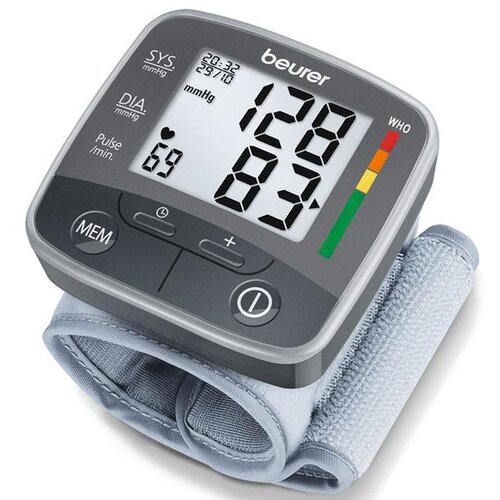 beurer
SYS.
mmHg
20:32
29/10
mmHg
128
DIA.
mmHg
WHO
Pulse
/min.
69
83
MEM
+